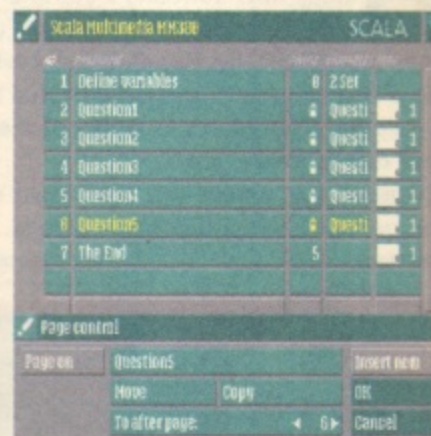 Scala Multimedia MM300 SCALA
1 Define variables 0 2 Set
2 Question1 Questi 1
3 Question2 Questi 1
4 Question3 Questi 1
5 Question4 Questi 1
6 Question5 Questi 1
7 The End 5 1
Page control
Page on Question5 Insert new
Move Copy OK
To after page: 6 Cancel